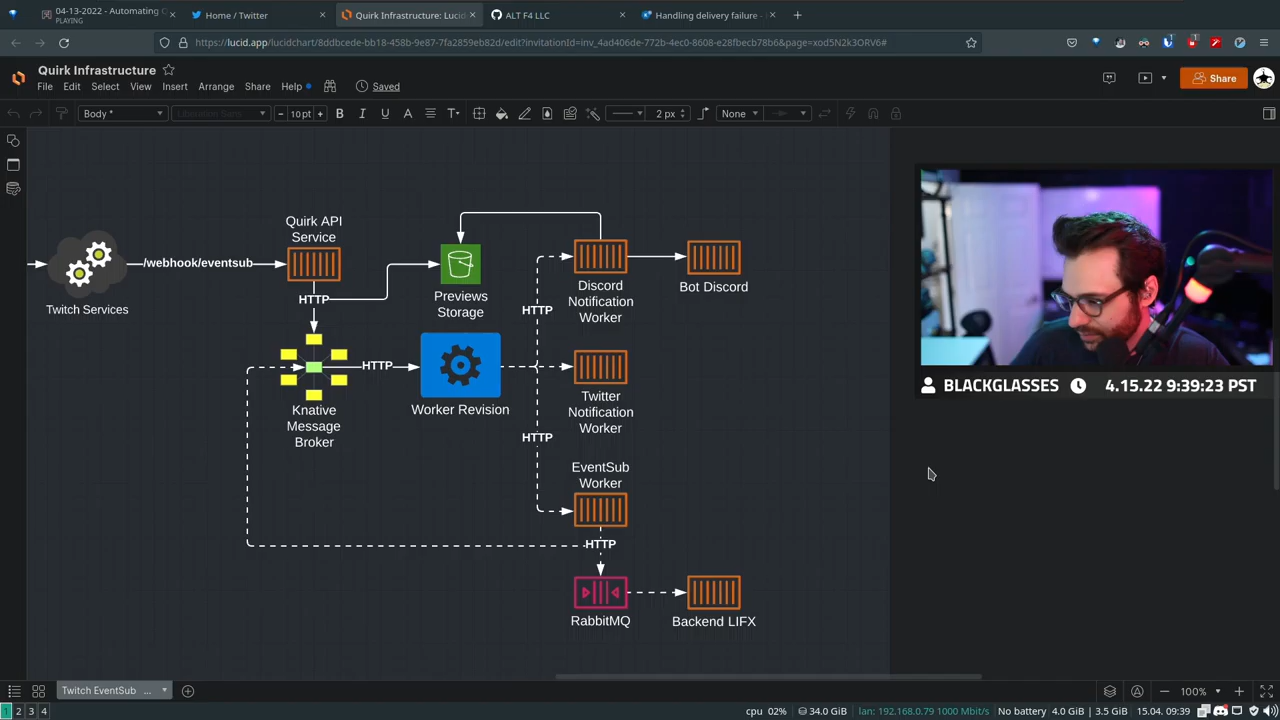 04-13-2022 - Automating Q
PLAYING
Home / Twitter
Quirk Infrastructure: Lucid
ALT F4 LLC
Handling delivery failure -
https://lucid.app/lucidchart/8ddbcede-bb18-458b-9e87-7fa2859eb82d/edit?invitationId=inv_4ad406de-772b-4ec0-8608-e28fbecb78b6&page=xod5N2k3ORV6#
Quirk Infrastructure
File Edit Select View Insert Arrange Share Help Saved
Share
Body * Liberation Sans 10 pt B I U A T 2 px None
Quirk API
Service
/webhook/eventsub
Twitch Services
HTTP
Previews
Storage
Discord
Notification
Worker
Bot Discord
HTTP
HTTP
Knative
Message
Broker
Worker Revision
Twitter
Notification
Worker
HTTP
EventSub
Worker
HTTP
RabbitMQ
Backend LIFX
BLACKGLASSES 4.15.22 9:39:23 PST
Twitch EventSub ...
100%
1 2 3 4
cpu 02% 34.0 GiB lan: 192.168.0.79 1000 Mbit/s No battery 4.0 GiB | 3.5 GiB 15.04. 09:39